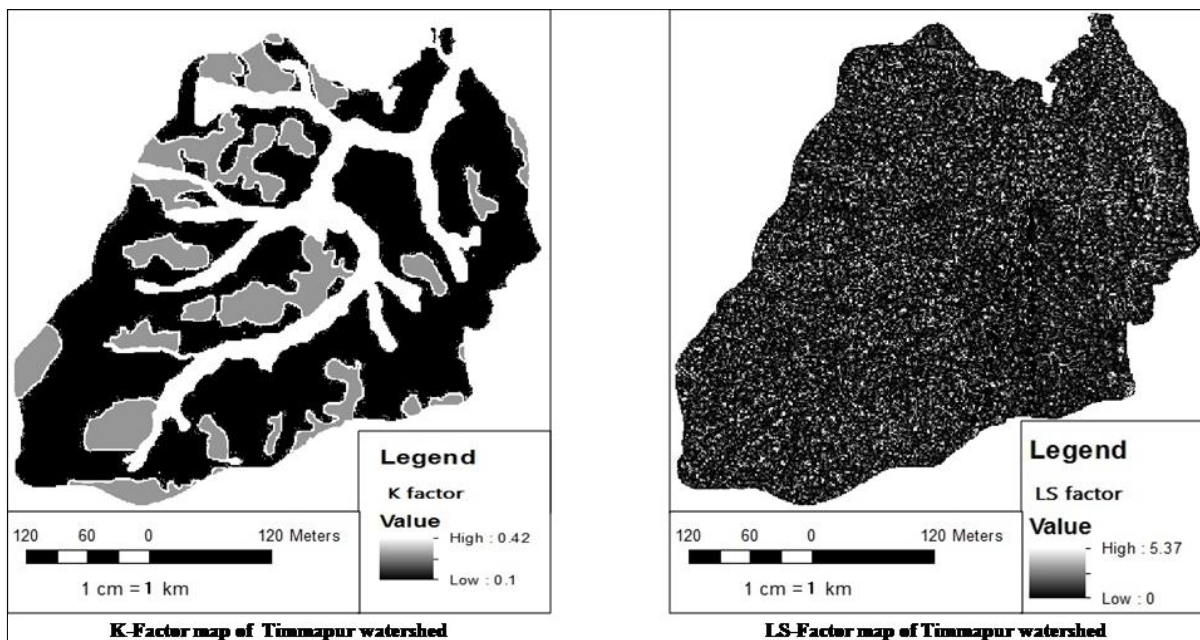 Legend
K factor
Value
High : 0.42
Low : 0.1
120 60 0 120 Meters
1 cm = 1 km
K-Factor map of Timmapur watershed
Legend
LS factor
Value
High : 5.37
Low : 0
120 60 0 120 Meters
1 cm = 1 km
LS-Factor map of Timmapur watershed